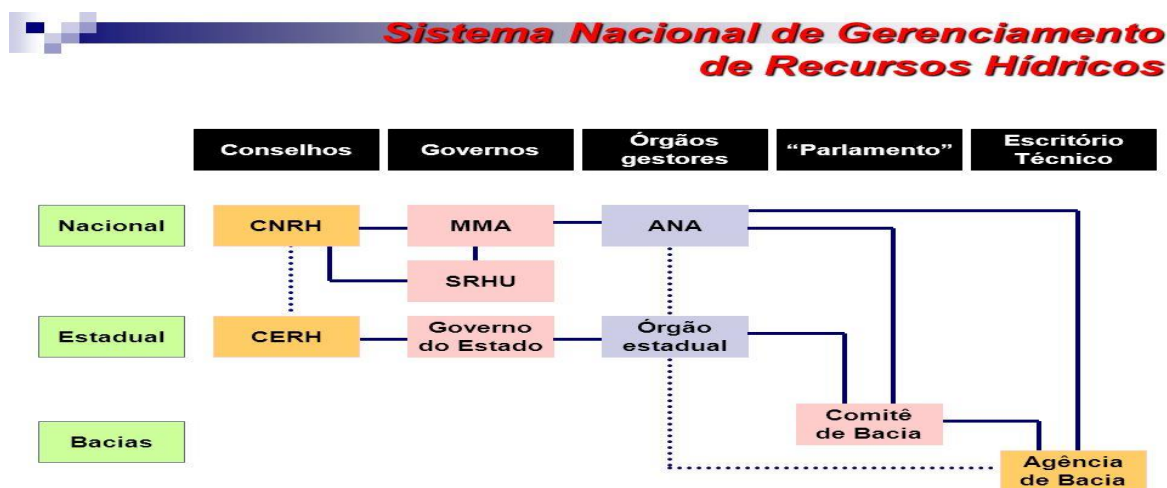 Sistema Nacional de Gerenciamento
de Recursos Hídricos
Conselhos
Governos
Órgãos
gestores
“Parlamento”
Escritório
Técnico
Nacional
CNRH
MMA
ANA
SRHU
Estadual
CERH
Governo
do Estado
Órgão
estadual
Bacias
Comitê
de Bacia
Agência
de Bacia